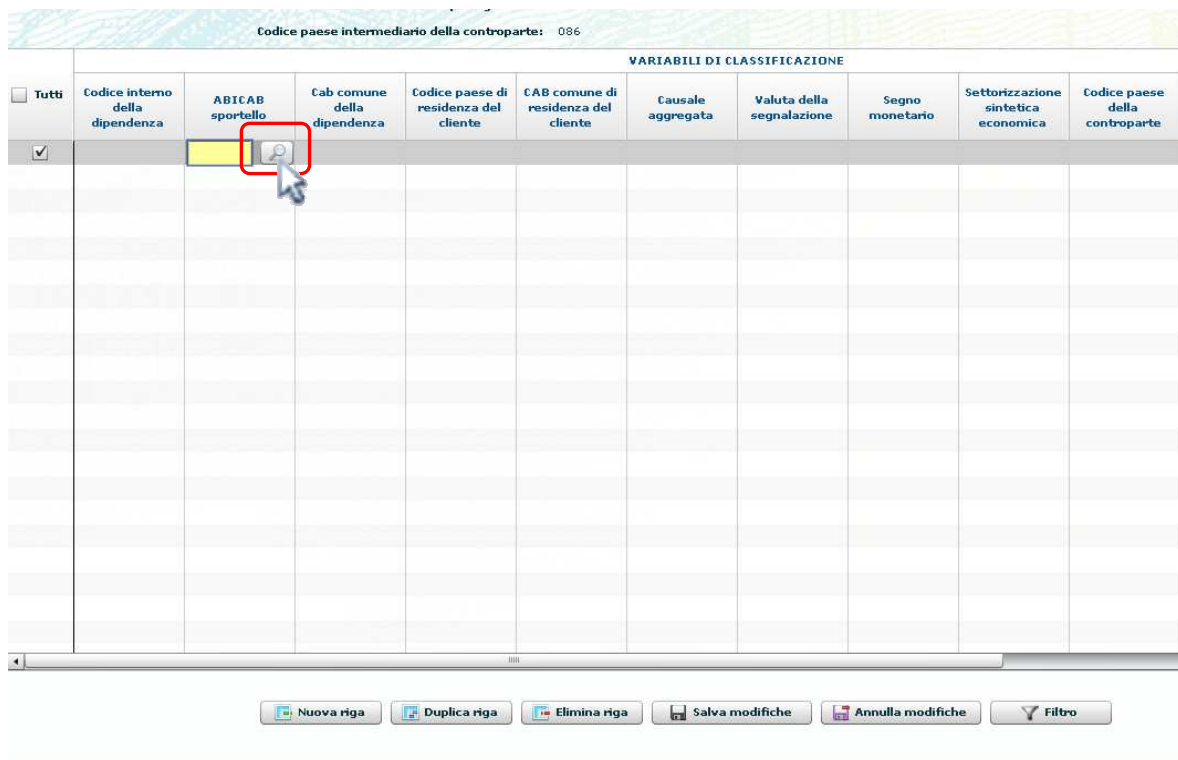 Codice paese intermediario della controparte: 086
VARIABILI DI CLASSIFICAZIONE
Tutti
Codice interno
della
dipendenza
ABICAB
sportello
Cab comune
della
dipendenza
Codice paese di
residenza del
cliente
CAB comune di
residenza del
cliente
Causale
aggregata
Valuta della
segnalazione
Segno
monetario
Settorizzazione
sintetica
economica
Codice paese
della
controparte
Nuova riga
Duplica riga
Elimina riga
Salva modifiche
Annulla modifiche
Filtro